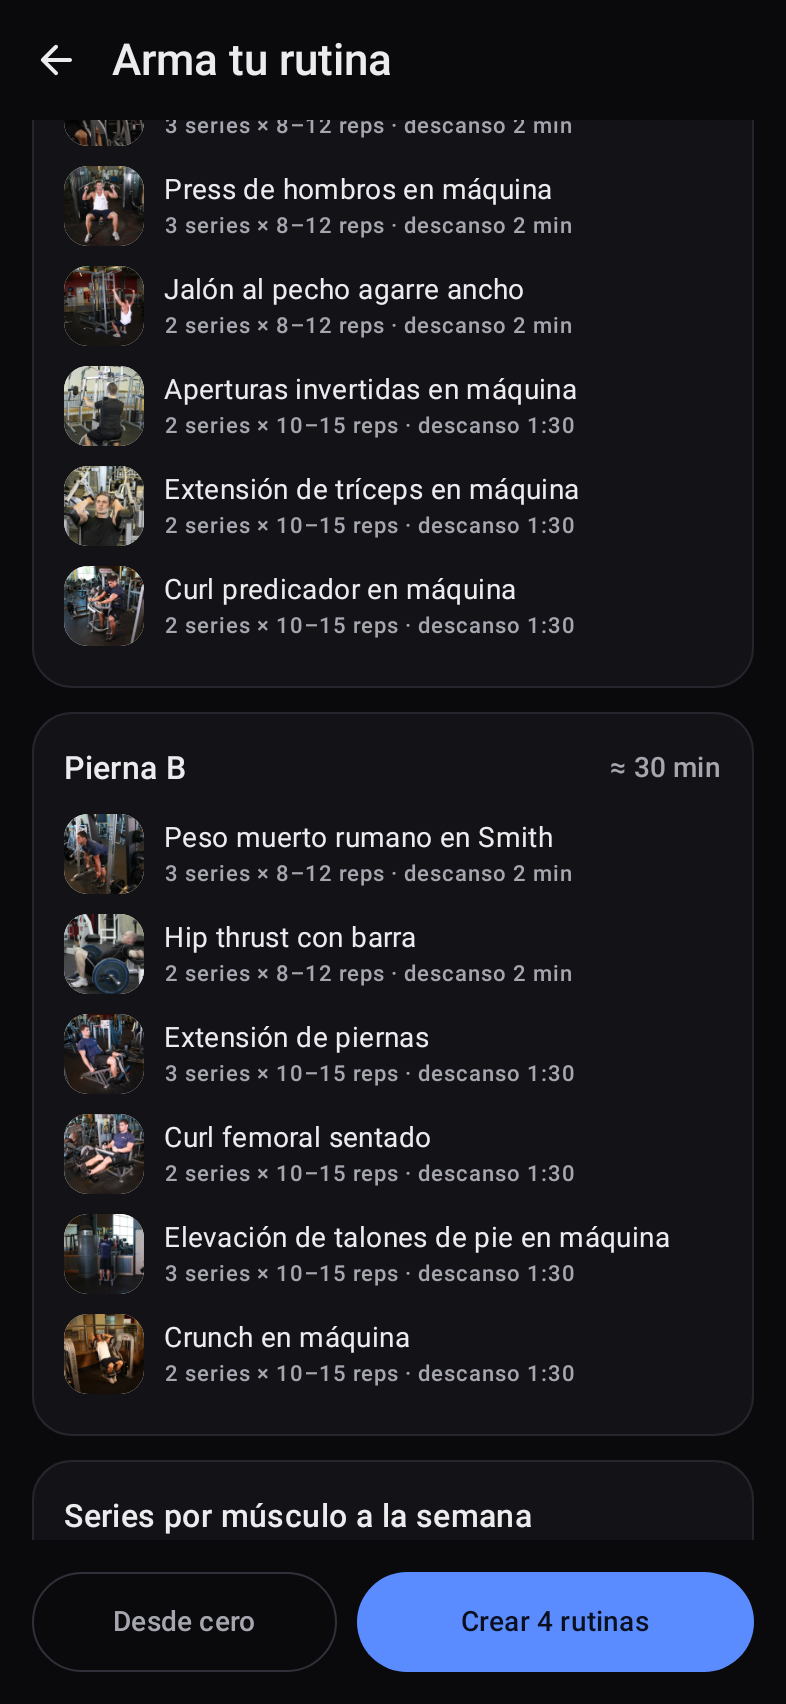 Arma tu rutina
3 series × 8–12 reps · descanso 2 min
Press de hombros en máquina
3 series × 8–12 reps · descanso 2 min
Jalón al pecho agarre ancho
2 series × 8–12 reps · descanso 2 min
Aperturas invertidas en máquina
2 series × 10–15 reps · descanso 1:30
Extensión de tríceps en máquina
2 series × 10–15 reps · descanso 1:30
Curl predicador en máquina
2 series × 10–15 reps · descanso 1:30
Pierna B ≈ 30 min
Peso muerto rumano en Smith
3 series × 8–12 reps · descanso 2 min
Hip thrust con barra
2 series × 8–12 reps · descanso 2 min
Extensión de piernas
3 series × 10–15 reps · descanso 1:30
Curl femoral sentado
2 series × 10–15 reps · descanso 1:30
Elevación de talones de pie en máquina
3 series × 10–15 reps · descanso 1:30
Crunch en máquina
2 series × 10–15 reps · descanso 1:30
Series por músculo a la semana
Desde cero Crear 4 rutinas